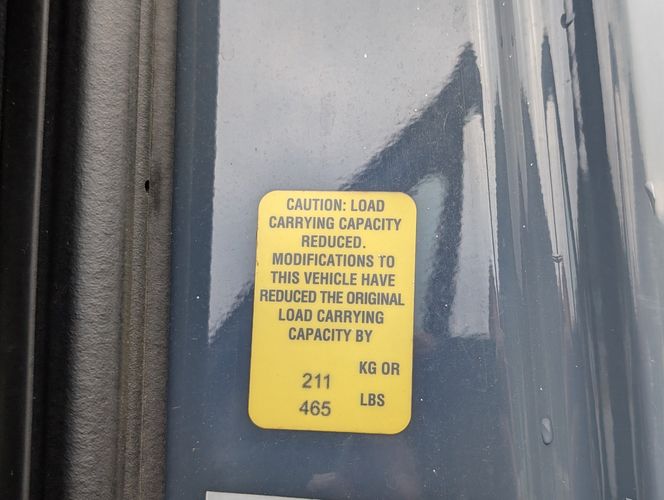 CAUTION: LOAD
CARRYING CAPACITY
REDUCED.
MODIFICATIONS TO
THIS VEHICLE HAVE
REDUCED THE ORIGINAL
LOAD CARRYING
CAPACITY BY
KG OR
211
LBS
465